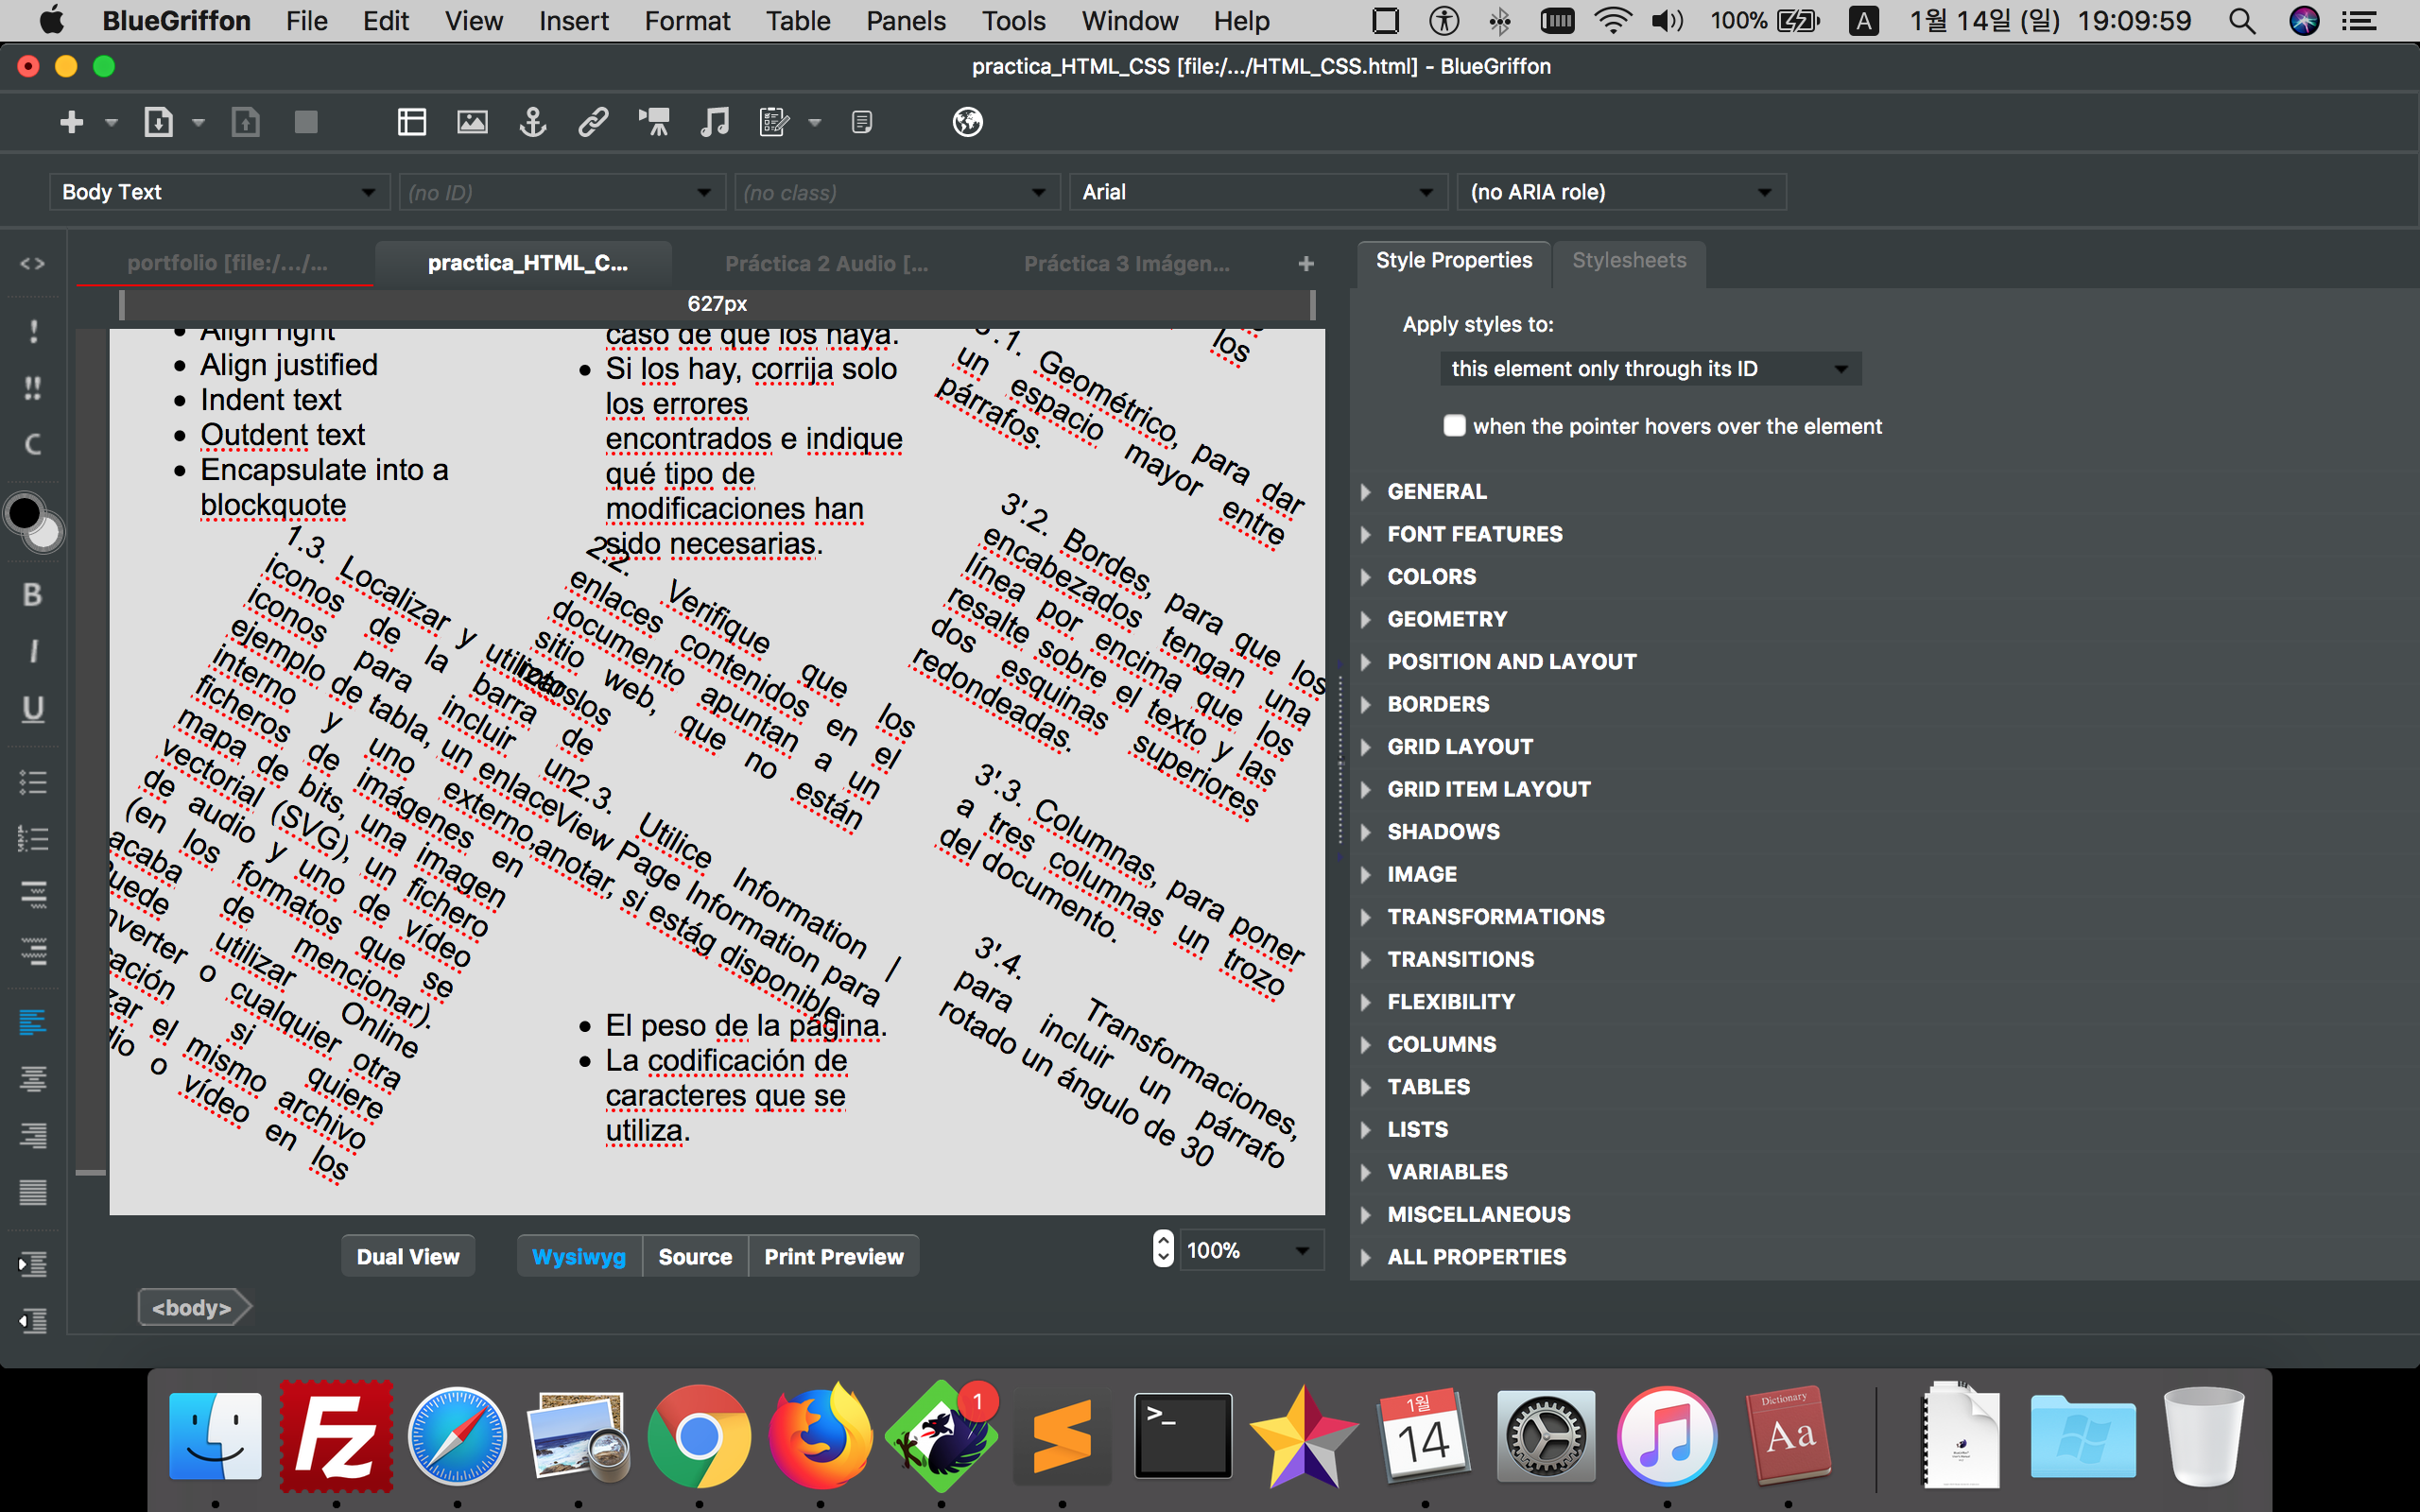 BlueGriffon File Edit View Insert Format Table Panels Tools Window Help 100% A 1월 14일 (일) 19:09:59
practica_HTML_CSS [file:/.../HTML_CSS.html] - BlueGriffon
Body Text (no ID) (no class) Arial (no ARIA role)
portfolio [file:/.../... practica_HTML_C... Práctica 2 Audio [... Práctica 3 Imágen... +
627px
Align right
Align justified
Indent text
Outdent text
Encapsulate into a
blockquote
1.3. Localizar y utilizar los
iconos de la barra de
iconos para incluir un
ejemplo de tabla, un enlace
interno y uno externo,
ficheros de imágenes en
mapa de bits, una imagen
vectorial (SVG), un fichero
de audio y uno de vídeo
(en los formatos que se
acaba de mencionar).
utilizar Online
o cualquier otra
si quiere
el mismo archivo
o vídeo en los
caso de que los haya.
Si los hay, corrija solo
los errores
encontrados e indique
qué tipo de
modificaciones han
sido necesarias.
2.2. Verifique que los
enlaces contenidos en el
documento apuntan a un
sitio web, que no están
2.3. Utilice Information |
View Page Information para
anotar, si está disponible
El peso de la página.
La codificación de
caracteres que se
utiliza.
los
3'.1. Geométrico, para dar
un espacio mayor entre
párrafos.
3'.2. Bordes, para que los
encabezados tengan una
línea por encima que los
resalte sobre el texto y las
dos esquinas superiores
redondeadas.
3'.3. Columnas, para poner
a tres columnas un trozo
del documento.
3'.4. Transformaciones,
para incluir un párrafo
rotado un ángulo de 30
Style Properties Stylesheets
Apply styles to:
this element only through its ID
when the pointer hovers over the element
GENERAL
FONT FEATURES
COLORS
GEOMETRY
POSITION AND LAYOUT
BORDERS
GRID LAYOUT
GRID ITEM LAYOUT
SHADOWS
IMAGE
TRANSFORMATIONS
TRANSITIONS
FLEXIBILITY
COLUMNS
TABLES
LISTS
VARIABLES
MISCELLANEOUS
ALL PROPERTIES
! !! C B I U
Dual View Wysiwyg Source Print Preview 100%
<body>
Fz 1 >_ 1월 14 Dictionary Aa